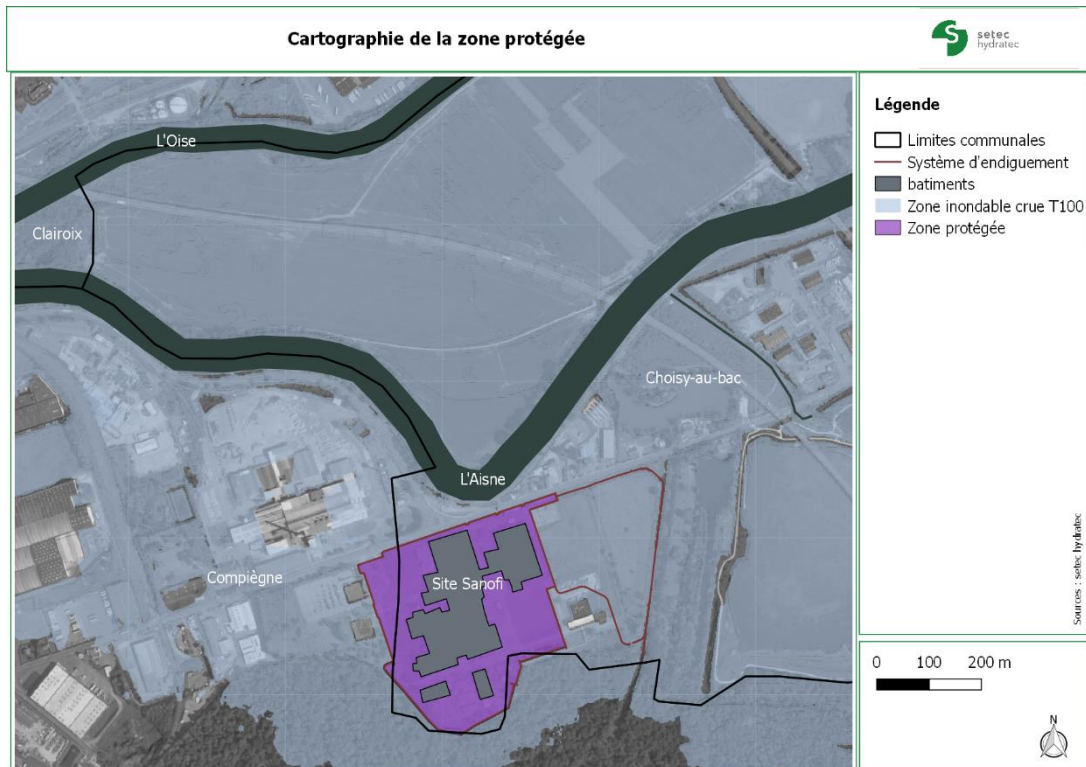 Cartographie de la zone protégée
setec
hydratec
L'Oise
Clairoix
Choisy-au-bac
L'Aisne
Compiègne
Site Sanofi
Légende
Limites communales
Système d'endiguement
batiments
Zone inondable crue T100
Zone protégée
Sources : setec hydratec
0 100 200 m
N